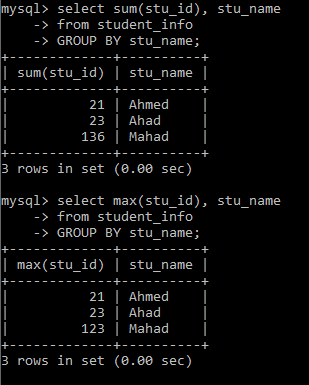 mysql> select sum(stu_id), stu_name
    -> from student_info
    -> GROUP BY stu_name;
+-------------+----------+
| sum(stu_id) | stu_name |
+-------------+----------+
|          21 | Ahmed    |
|          23 | Ahad     |
|         136 | Mahad    |
+-------------+----------+
3 rows in set (0.00 sec)

mysql> select max(stu_id), stu_name
    -> from student_info
    -> GROUP BY stu_name;
+-------------+----------+
| max(stu_id) | stu_name |
+-------------+----------+
|          21 | Ahmed    |
|          23 | Ahad     |
|         123 | Mahad    |
+-------------+----------+
3 rows in set (0.00 sec)